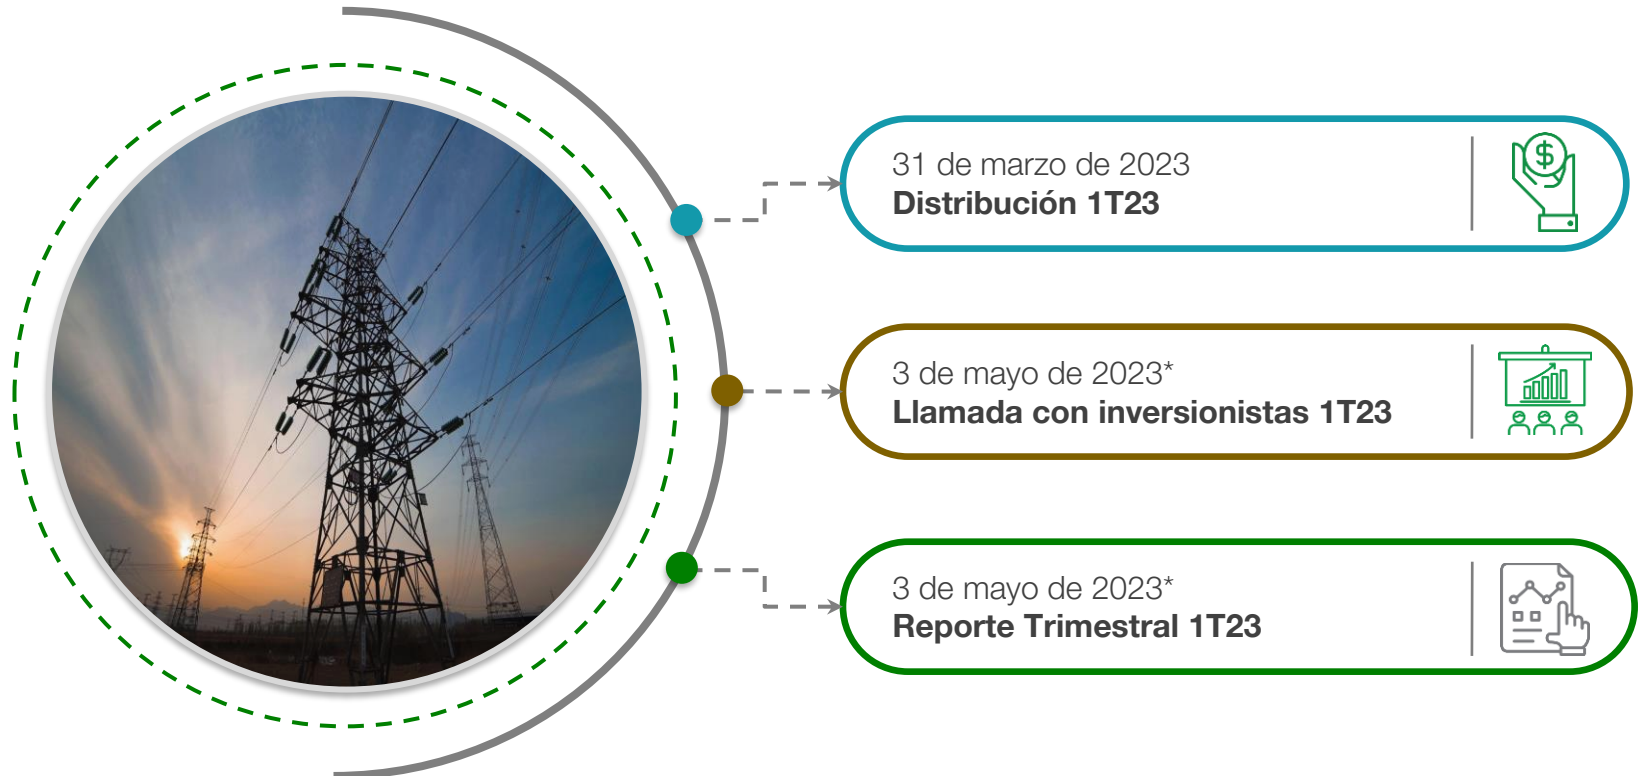 31 de marzo de 2023
Distribución 1T23
$
3 de mayo de 2023*
Llamada con inversionistas 1T23
3 de mayo de 2023*
Reporte Trimestral 1T23